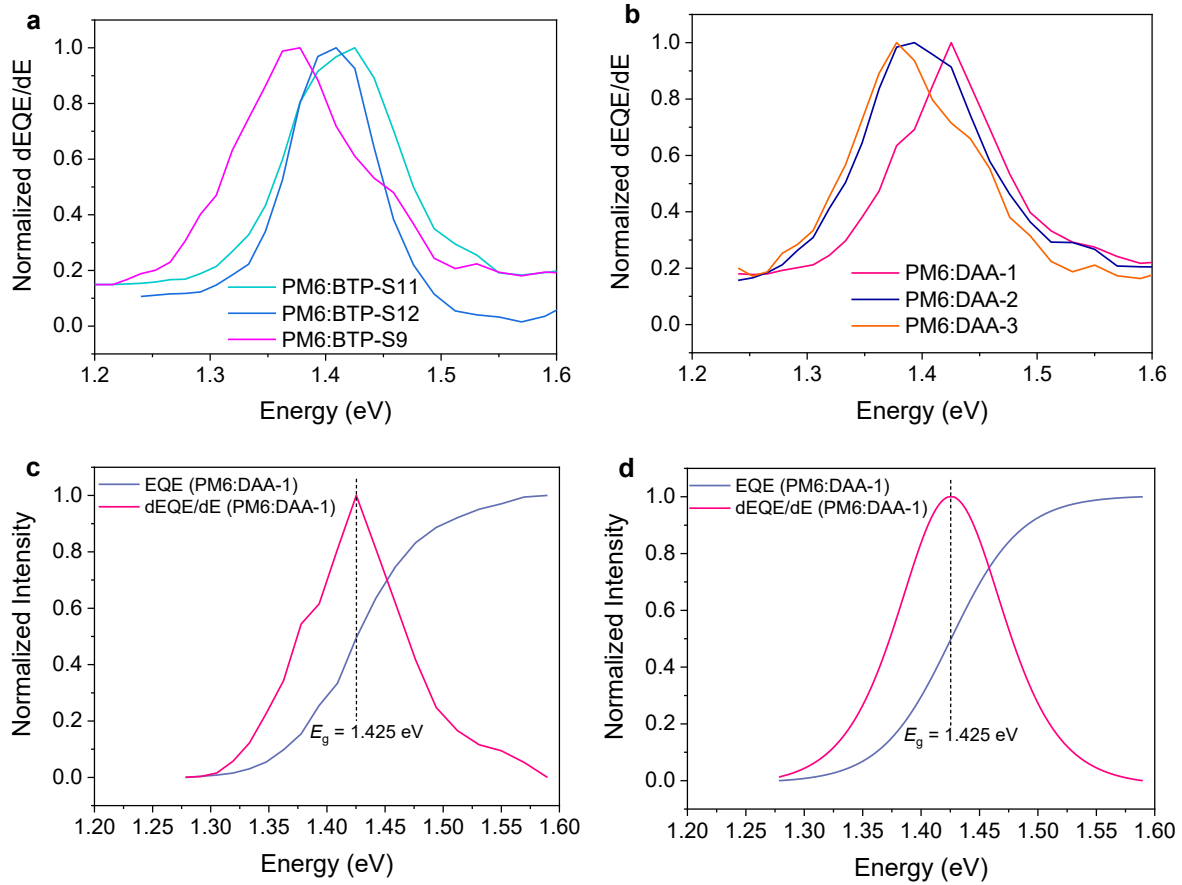 a
Normalized dEQE/dE
1.0
0.8
0.6
0.4
0.2
0.0
PM6:BTP-S11
PM6:BTP-S12
PM6:BTP-S9
1.2 1.3 1.4 1.5 1.6
Energy (eV)
b
Normalized dEQE/dE
1.0
0.8
0.6
0.4
0.2
0.0
PM6:DAA-1
PM6:DAA-2
PM6:DAA-3
1.2 1.3 1.4 1.5 1.6
Energy (eV)
c
Normalized Intensity
EQE (PM6:DAA-1)
dEQE/dE (PM6:DAA-1)
1.0
0.8
0.6
0.4
0.2
0.0
Eg = 1.425 eV
1.20 1.25 1.30 1.35 1.40 1.45 1.50 1.55 1.60
Energy (eV)
d
Normalized Intensity
EQE (PM6:DAA-1)
dEQE/dE (PM6:DAA-1)
1.0
0.8
0.6
0.4
0.2
0.0
Eg = 1.425 eV
1.20 1.25 1.30 1.35 1.40 1.45 1.50 1.55 1.60
Energy (eV)